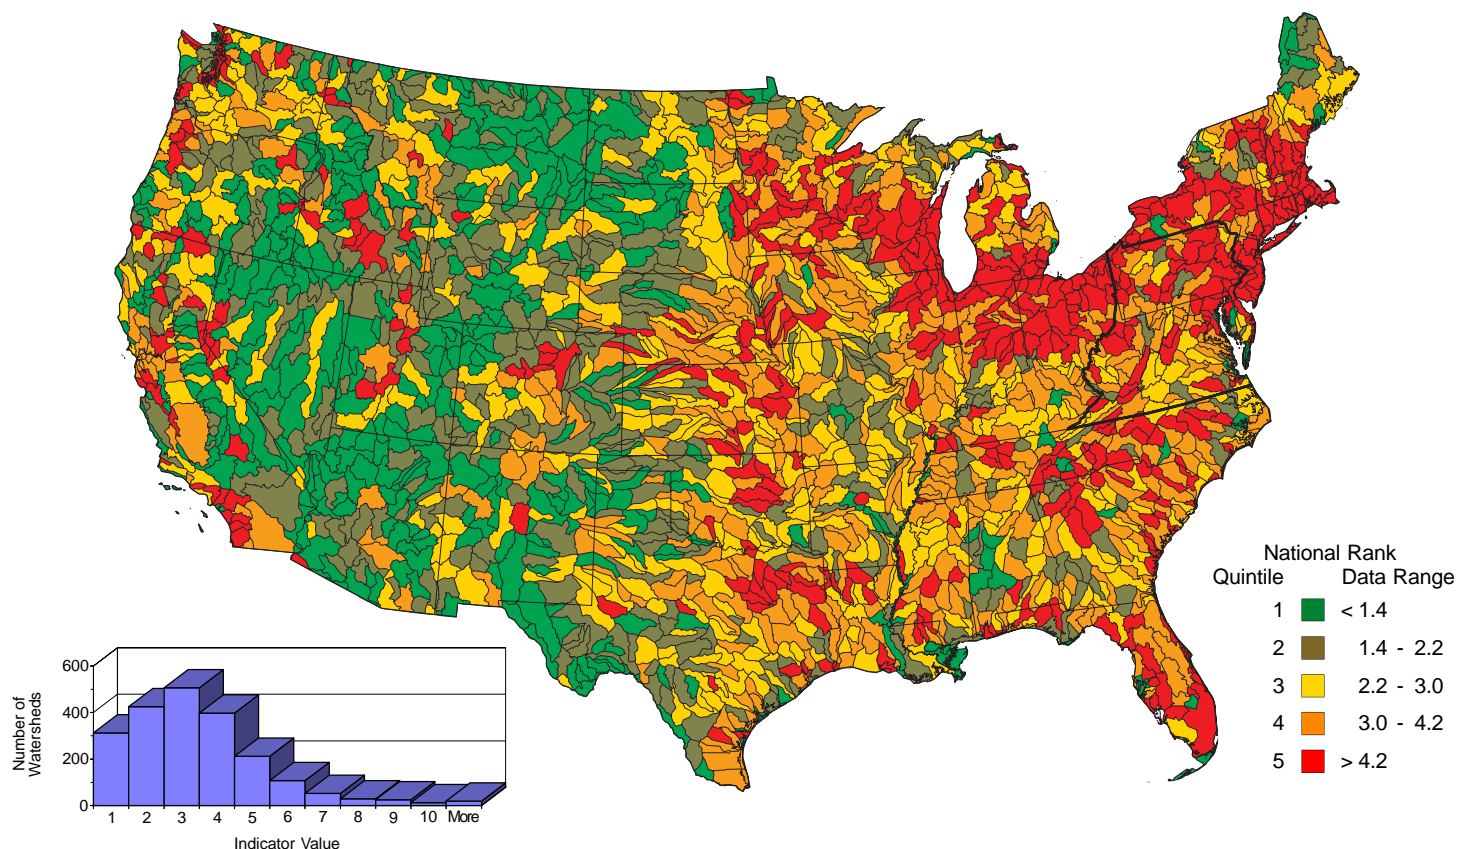 National Rank
Quintile Data Range
1 < 1.4
2 1.4 - 2.2
3 2.2 - 3.0
4 3.0 - 4.2
5 > 4.2
Number of
Watersheds
600
400
200
0
1 2 3 4 5 6 7 8 9 10 More
Indicator Value